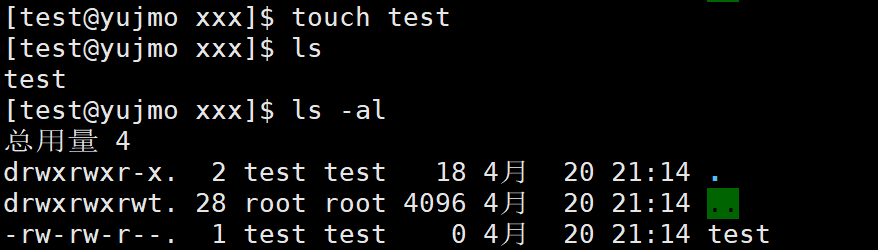 [test@yujmo xxx]$ touch test
[test@yujmo xxx]$ ls
test
[test@yujmo xxx]$ ls -al
总用量 4
drwxrwxr-x.  2 test test   18 4月  20 21:14 .
drwxrwxrwt. 28 root root 4096 4月  20 21:14 ..
-rw-rw-r--.  1 test test    0 4月  20 21:14 test